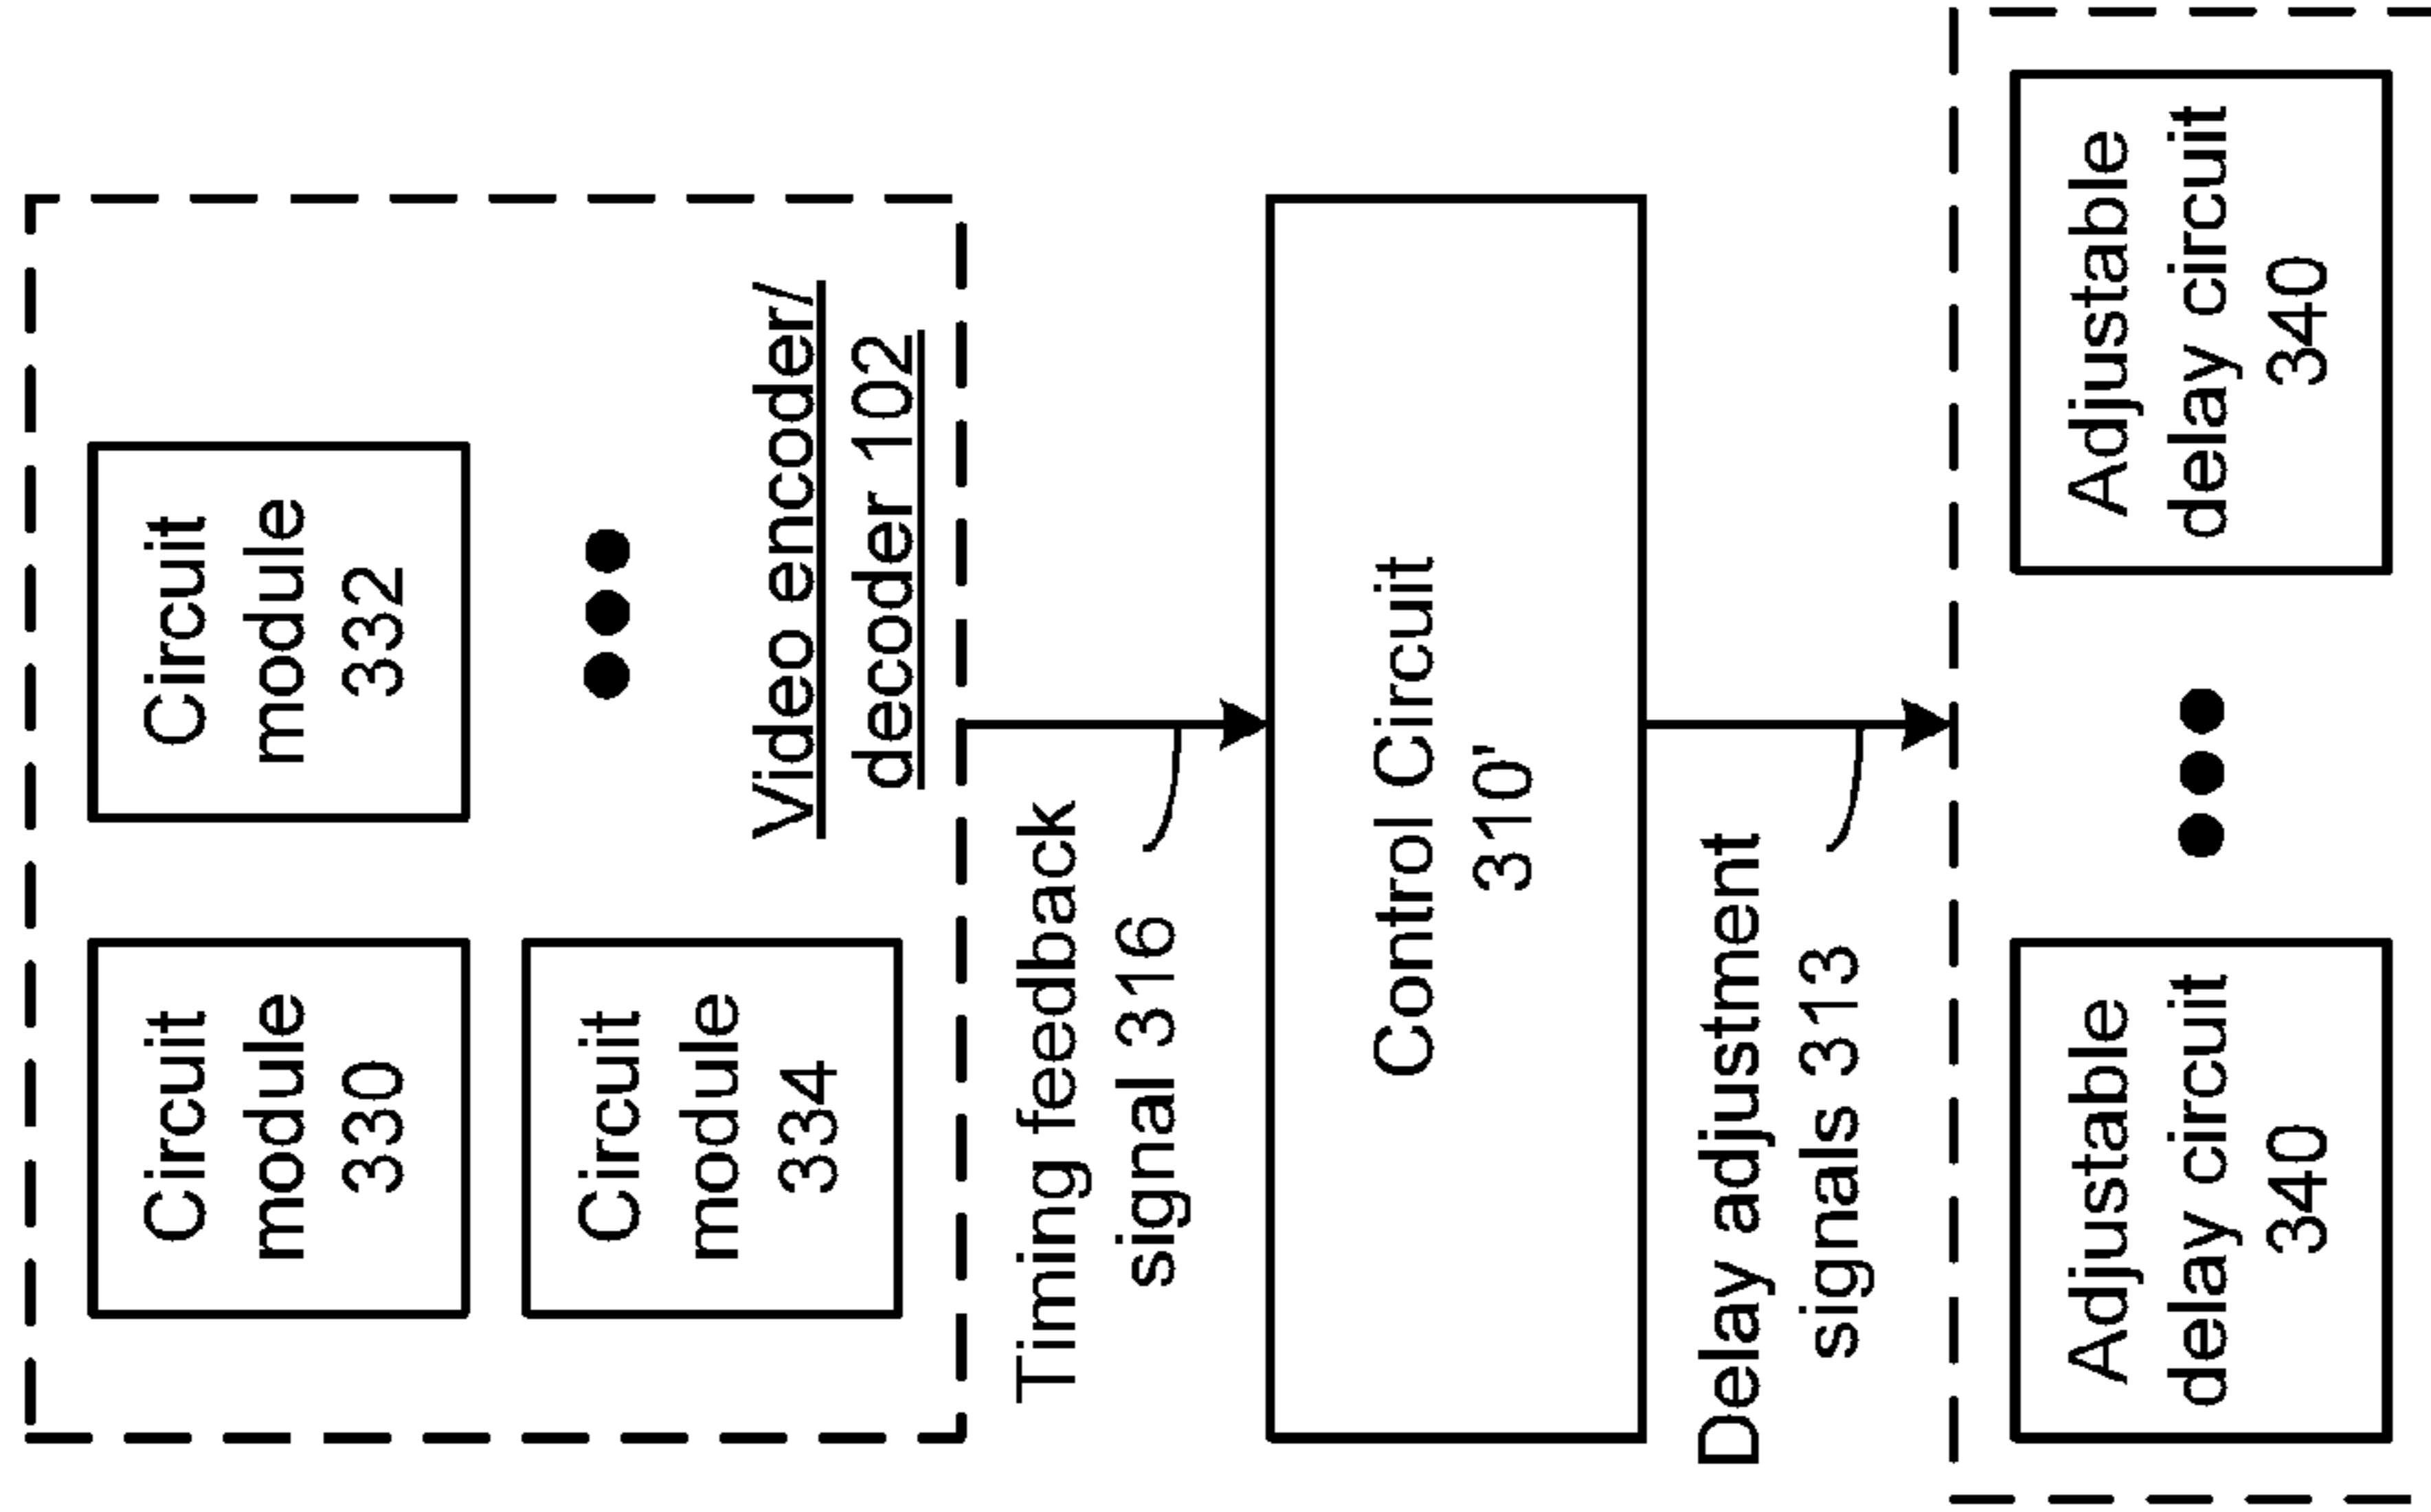 Circuit
module
330
Circuit
module
332
Circuit
module
334
Video encoder/
decoder 102
Timing feedback
signal 316
Control Circuit
310'
Delay adjustment
signals 313
Adjustable
delay circuit
340
Adjustable
delay circuit
340